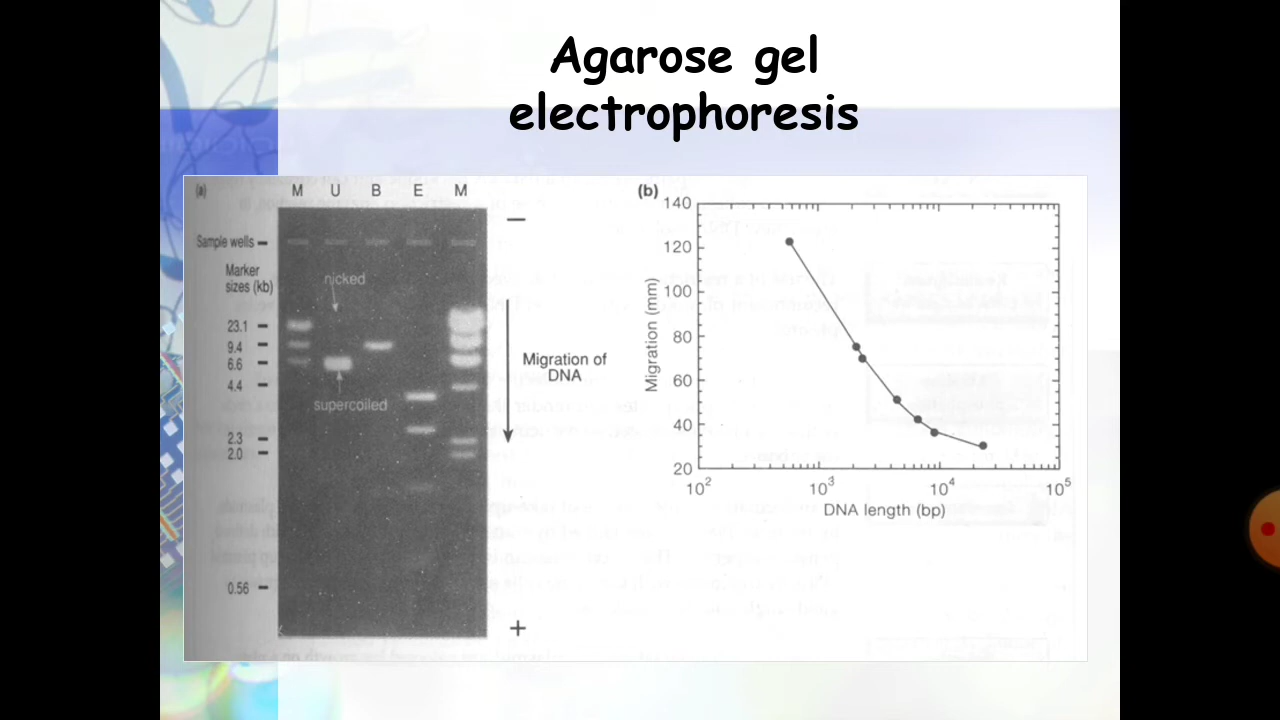 Agarose gel
electrophoresis
(a)
M U B E M
Sample wells
Marker
sizes (kb)
23.1
9.4
6.6
4.4
2.3
2.0
0.56
nicked
supercoiled
−
Migration of
DNA
+
(b)
Migration (mm)
140
120
100
80
60
40
20
10² 10³ 10⁴ 10⁵
DNA length (bp)